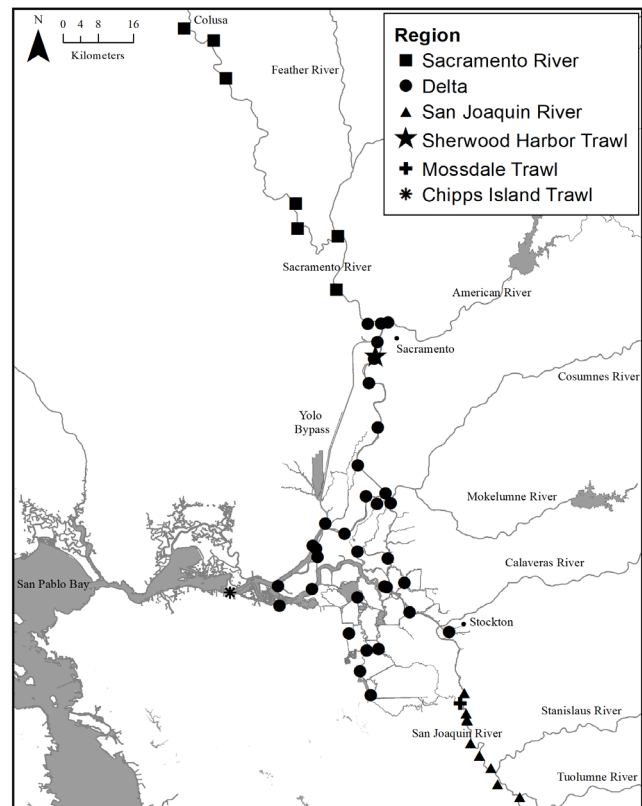 N
0 4 8 16
Kilometers
Colusa
Feather River
Region
Sacramento River
Delta
San Joaquin River
Sherwood Harbor Trawl
Mossdale Trawl
Chipps Island Trawl
Sacramento River
American River
Sacramento
Cosumnes River
Yolo
Bypass
Mokelumne River
Calaveras River
San Pablo Bay
Stockton
Stanislaus River
San Joaquin River
Tuolumne River